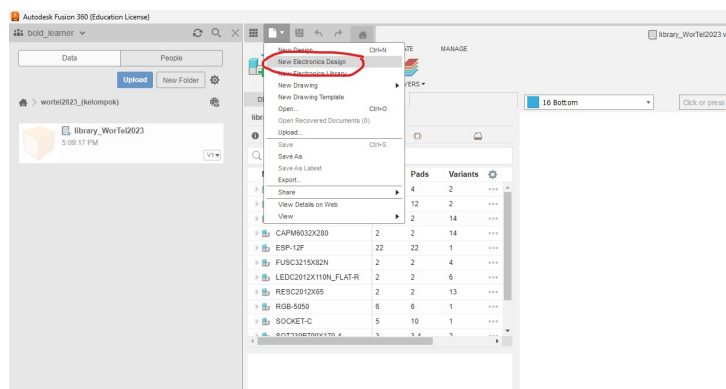 Autodesk Fusion 360 (Education License)
bold_learner
library_WorTel2023 v
Data
People
Upload
New Folder
wortel2023_(kelompok)
library_WorTel2023
5:09:17 PM
V1
New Design Ctrl+N
New Electronics Design
New Electronics Library
New Drawing
New Drawing Template
Open... Ctrl+O
Open Recovered Documents (0)
Upload...
Save Ctrl+S
Save As
Save As Latest
Export...
Share
View Details on Web
View
MANAGE
16 Bottom
Click or press
Pads Variants
4 2
12 2
2 14
CAPM6032X280 2 2 14
ESP-12F 22 22 1
FUSC3215X82N 2 2 4
LEDC2012X110N_FLAT-R 2 2 6
RESC2012X65 2 2 13
RGB-5050 6 6 1
SOCKET-C 5 10 1